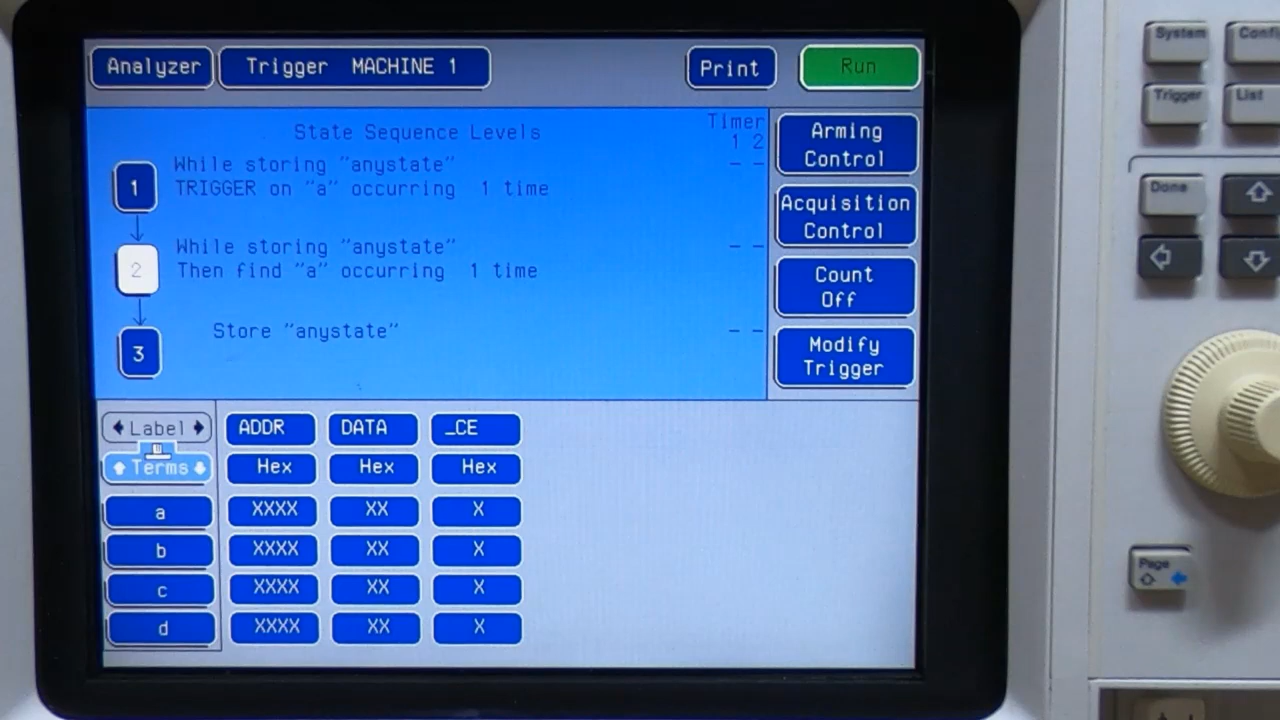 Analyzer Trigger MACHINE 1 Print Run
State Sequence Levels
Timer
1 2
While storing "anystate" - -
1
TRIGGER on "a" occurring 1 time
While storing "anystate" - -
2
Then find "a" occurring 1 time
Store "anystate" - -
3
Arming
Control
Acquisition
Control
Count
Off
Modify
Trigger
Label ADDR DATA _CE
Terms Hex Hex Hex
a XXXX XX X
b XXXX XX X
c XXXX XX X
d XXXX XX X
System
Trigger List
Done
Page